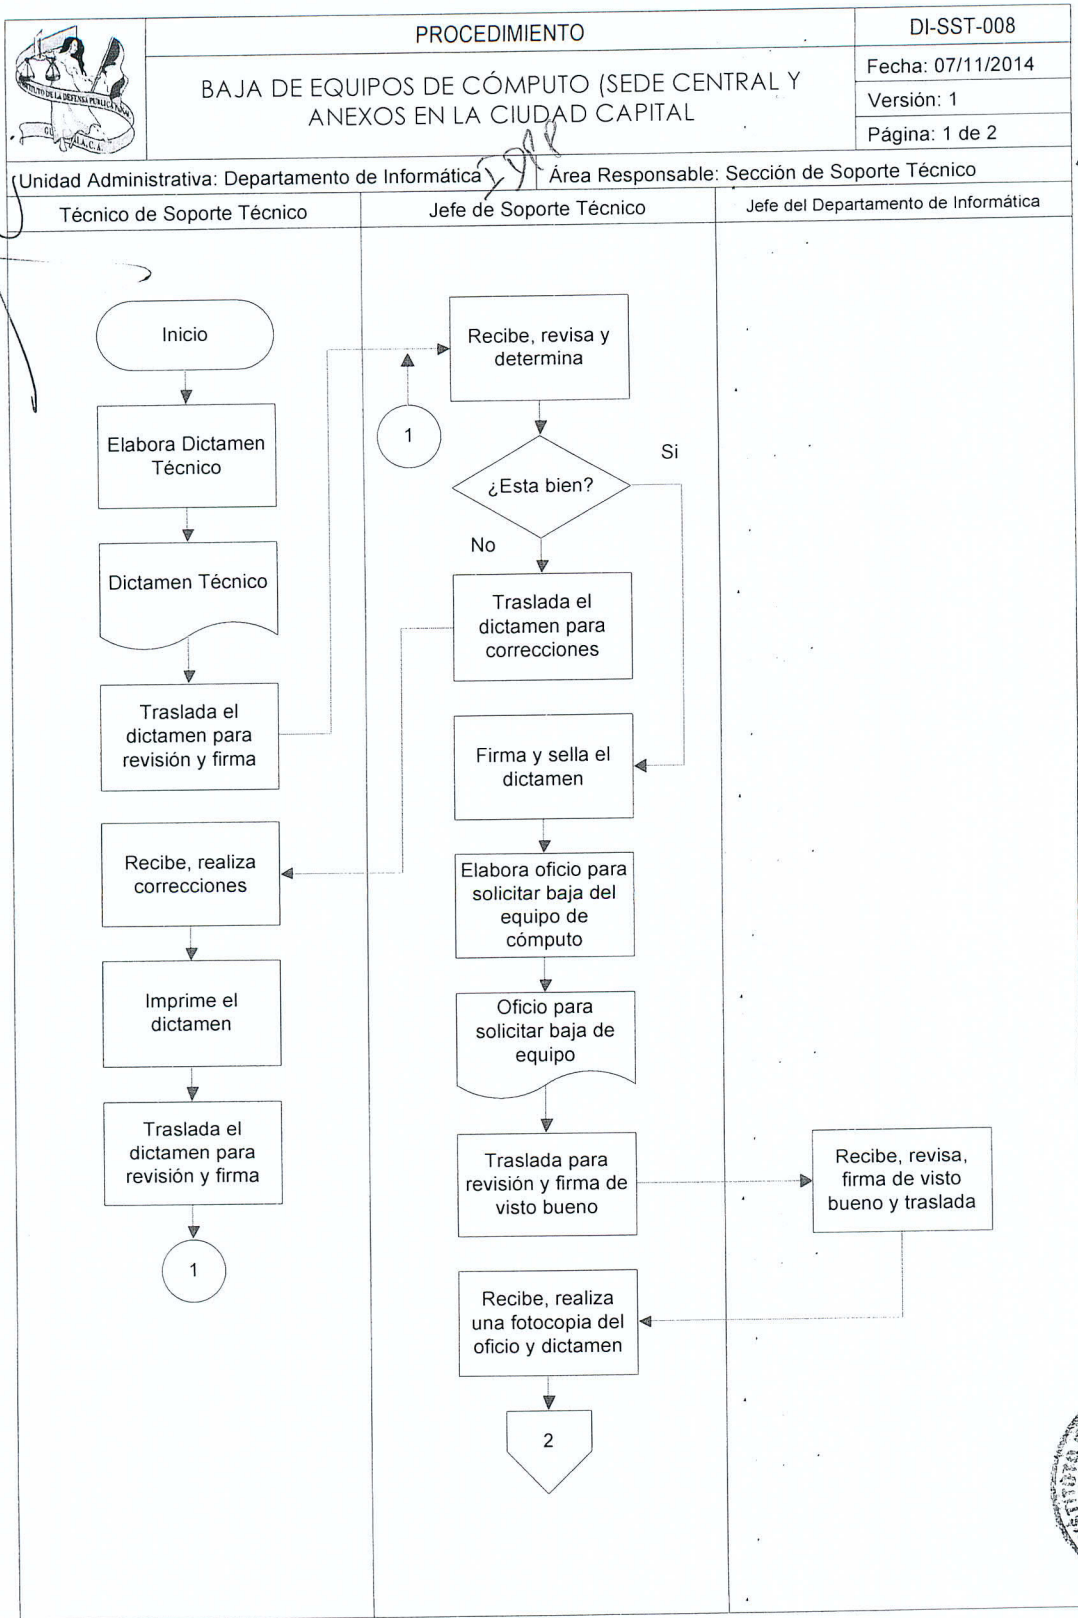 PROCEDIMIENTO
DI-SST-008
BAJA DE EQUIPOS DE CÓMPUTO (SEDE CENTRAL Y
ANEXOS EN LA CIUDAD CAPITAL
Fecha: 07/11/2014
Versión: 1
Página: 1 de 2
Unidad Administrativa: Departamento de Informática
Área Responsable: Sección de Soporte Técnico
Técnico de Soporte Técnico
Jefe de Soporte Técnico
Jefe del Departamento de Informática
Inicio
Elabora Dictamen
Técnico
Dictamen Técnico
Traslada el
dictamen para
revisión y firma
Recibe, realiza
correcciones
Imprime el
dictamen
Traslada el
dictamen para
revisión y firma
1
Recibe, revisa y
determina
1
¿Esta bien?
Si
No
Traslada el
dictamen para
correcciones
Firma y sella el
dictamen
Elabora oficio para
solicitar baja del
equipo de
cómputo
Oficio para
solicitar baja de
equipo
Traslada para
revisión y firma de
visto bueno
Recibe, revisa,
firma de visto
bueno y traslada
Recibe, realiza
una fotocopia del
oficio y dictamen
2